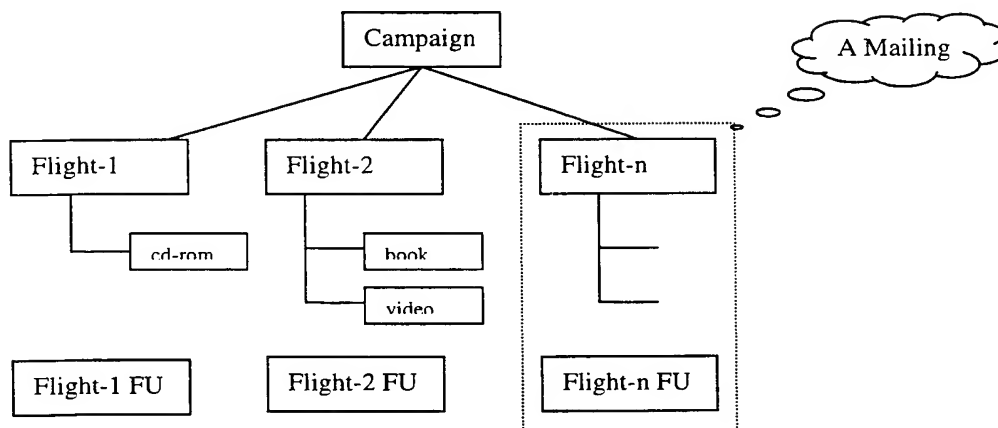 Campaign
A Mailing
Flight-1
Flight-2
Flight-n
cd-rom
book
video
Flight-1 FU
Flight-2 FU
Flight-n FU